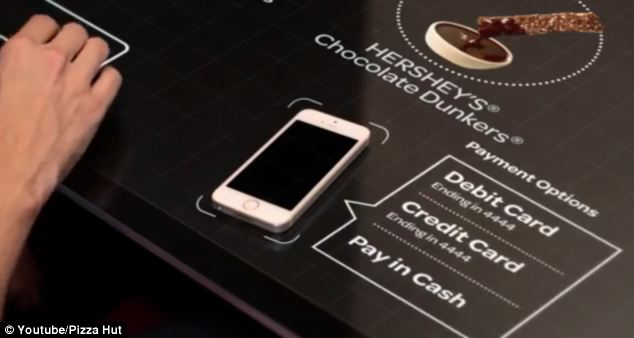 HERSHEY'S®
Chocolate Dunkers®
Payment Options
Debit Card
Ending in 4444
Credit Card
Ending in 4444
Pay in Cash
© Youtube/Pizza Hut